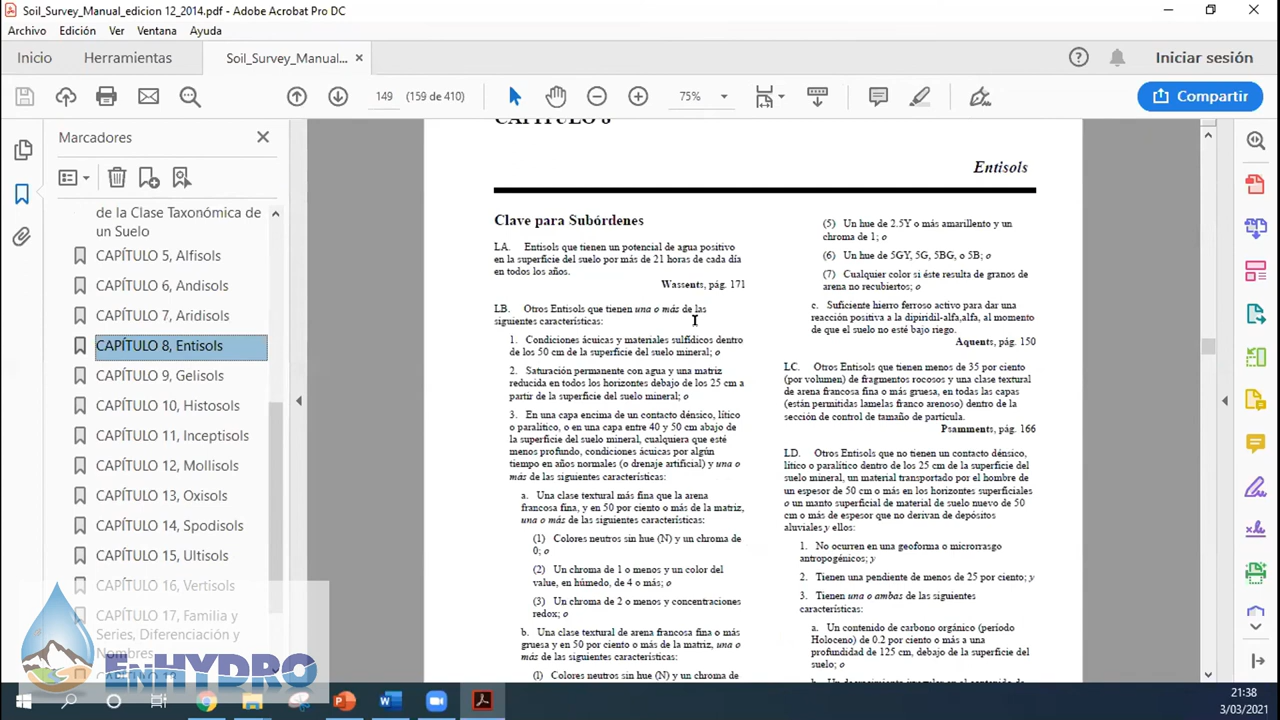 Soil_Survey_Manual_edicion 12_2014.pdf - Adobe Acrobat Pro DC
Archivo Edición Ver Ventana Ayuda
Inicio Herramientas Soil_Survey_Manual... × Iniciar sesión
149 (159 de 410) 75% Compartir
Marcadores
de la Clase Taxonómica de
un Suelo
CAPÍTULO 5, Alfisols
CAPÍTULO 6, Andisols
CAPÍTULO 7, Aridisols
CAPÍTULO 8, Entisols
CAPÍTULO 9, Gelisols
CAPÍTULO 10, Histosols
CAPÍTULO 11, Inceptisols
CAPÍTULO 12, Mollisols
CAPÍTULO 13, Oxisols
CAPÍTULO 14, Spodisols
CAPÍTULO 15, Ultisols
CAPÍTULO 16, Vertisols
CAPÍTULO 17, Familia y
Series, Diferenciación y
Nombres
CAPÍTULO 8
Entisols
Clave para Subórdenes
LA. Entisols que tienen un potencial de agua positivo
en la superficie del suelo por más de 21 horas de cada día
en todos los años.
Wassents, pág. 171
LB. Otros Entisols que tienen una o más de las
siguientes características:
1. Condiciones ácuicas y materiales sulfídicos dentro
de los 50 cm de la superficie del suelo mineral; o
2. Saturación permanente con agua y una matriz
reducida en todos los horizontes debajo de los 25 cm a
partir de la superficie del suelo mineral; o
3. En una capa encima de un contacto dénsico, lítico
o paralítico, o en una capa entre 40 y 50 cm abajo de
la superficie del suelo mineral, cualquiera que esté
menos profundo, condiciones ácuicas por algún
tiempo en años normales (o drenaje artificial) y una o
más de las siguientes características:
a. Una clase textural más fina que la arena
francosa fina, y en 50 por ciento o más de la matriz,
una o más de las siguientes características:
(1) Colores neutros sin hue (N) y un chroma de
0; o
(2) Un chroma de 1 o menos y un color del
value, en húmedo, de 4 o más; o
(3) Un chroma de 2 o menos y concentraciones
redox; o
b. Una clase textural de arena francosa fina o más
gruesa y en 50 por ciento o más de la matriz, una o
más de las siguientes características:
(1) Colores neutros sin hue (N) y un chroma de
(5) Un hue de 2.5Y o más amarillento y un
chroma de 1; o
(6) Un hue de 5GY, 5G, 5BG, o 5B; o
(7) Cualquier color si éste resulta de granos de
arena no recubiertos; o
c. Suficiente hierro ferroso activo para dar una
reacción positiva a la dipiridil-alfa,alfa, al momento
de que el suelo no esté bajo riego.
Aquents, pág. 150
LC. Otros Entisols que tienen menos de 35 por ciento
(por volumen) de fragmentos rocosos y una clase textural
de arena francosa fina o más gruesa, en todas las capas
(están permitidas lamelas franco arenoso) dentro de la
sección de control de tamaño de partícula.
Psamments, pág. 166
LD. Otros Entisols que no tienen un contacto dénsico,
lítico o paralítico dentro de los 25 cm de la superficie del
suelo mineral, un material transportado por el hombre de
un espesor de 50 cm o más en los horizontes superficiales
o un manto superficial de material de suelo nuevo de 50
cm o más de espesor que no derivan de depósitos
aluviales y ellos:
1. No ocurren en una geoforma o microrrasgo
antropogénicos; y
2. Tienen una pendiente de menos de 25 por ciento; y
3. Tienen una o ambas de las siguientes
características:
a. Un contenido de carbono orgánico (período
Holoceno) de 0.2 por ciento o más a una
profundidad de 125 cm, debajo de la superficie del
suelo; o
ENHYDRO
21:38
3/03/2021